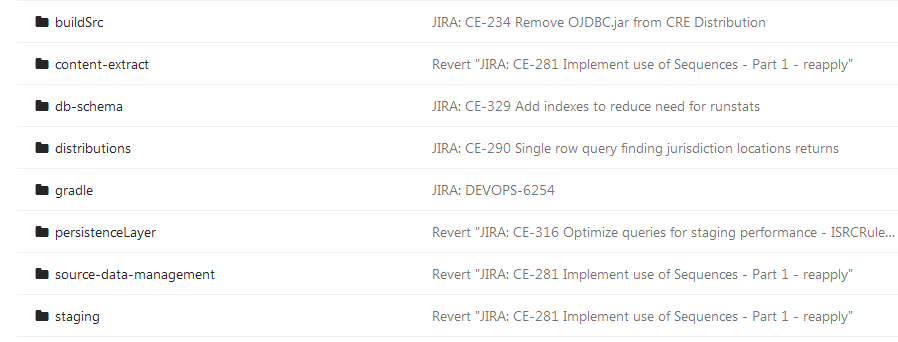 buildSrc JIRA: CE-234 Remove OJDBC.jar from CRE Distribution
content-extract Revert "JIRA: CE-281 Implement use of Sequences - Part 1 - reapply"
db-schema JIRA: CE-329 Add indexes to reduce need for runstats
distributions JIRA: CE-290 Single row query finding jurisdiction locations returns
gradle JIRA: DEVOPS-6254
persistenceLayer Revert "JIRA: CE-316 Optimize queries for staging performance - ISRCRule...
source-data-management Revert "JIRA: CE-281 Implement use of Sequences - Part 1 - reapply"
staging Revert "JIRA: CE-281 Implement use of Sequences - Part 1 - reapply"